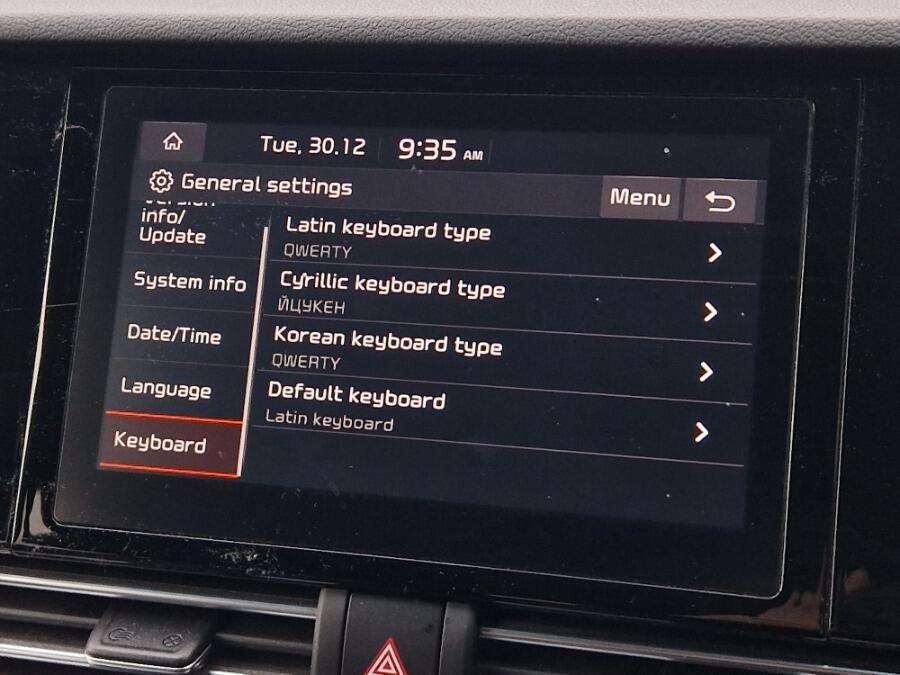 Tue, 30.12 9:35 AM
General settings Menu
Version
info/
Update
System info
Date/Time
Language
Keyboard
Latin keyboard type
QWERTY
Cyrillic keyboard type
ЙЦУКЕН
Korean keyboard type
QWERTY
Default keyboard
Latin keyboard